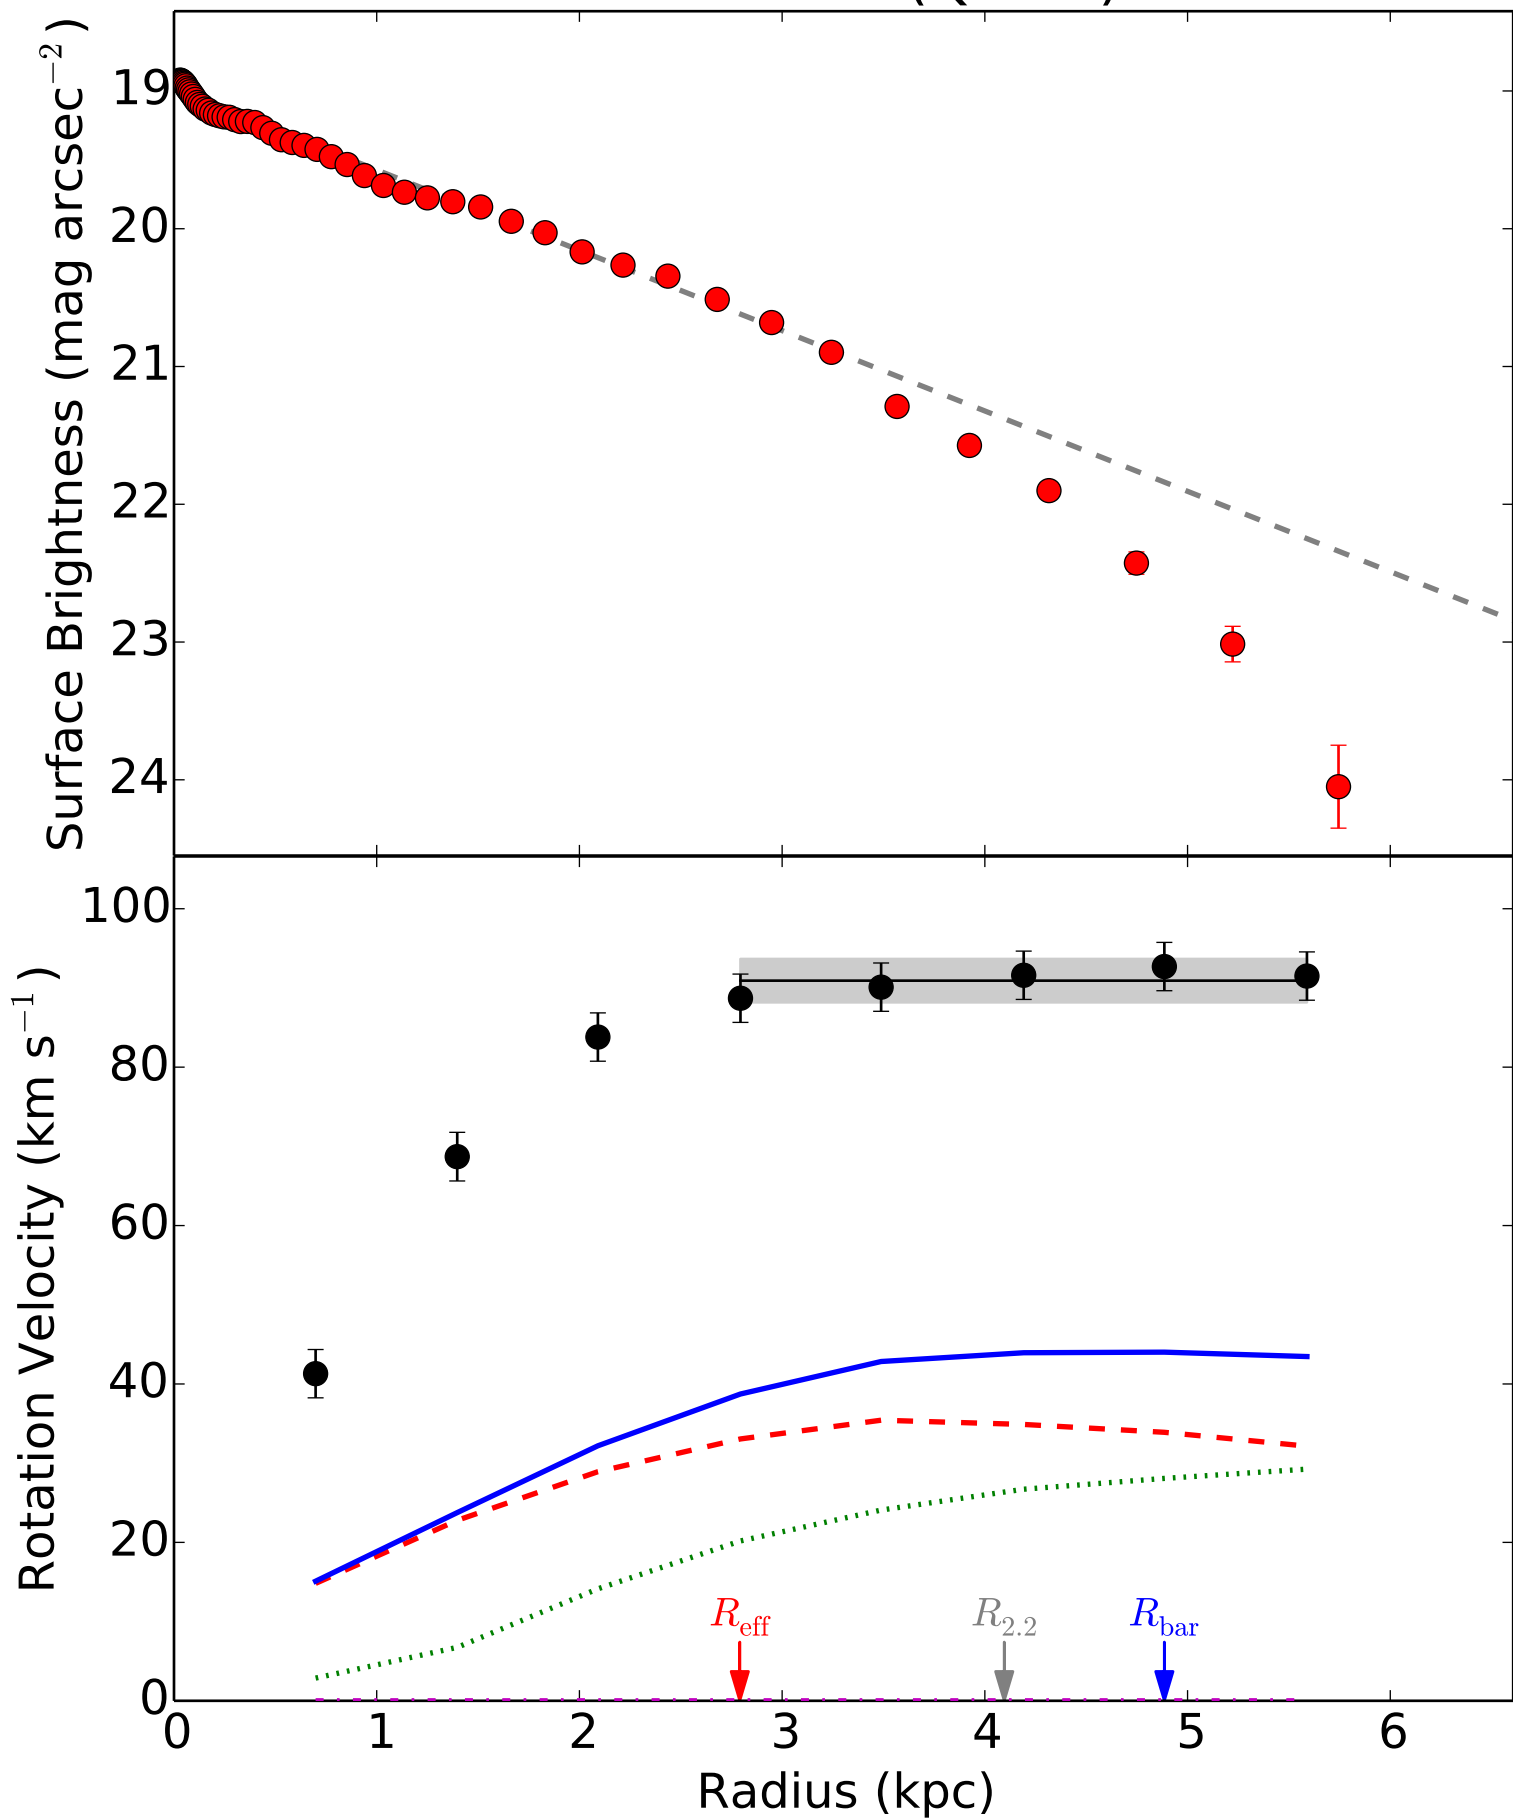 Surface Brightness (mag arcsec⁻²)
19
20
21
22
23
24
Rotation Velocity (km s⁻¹)
100
80
60
40
20
0
R_eff
R_2.2
R_bar
0 1 2 3 4 5 6
Radius (kpc)